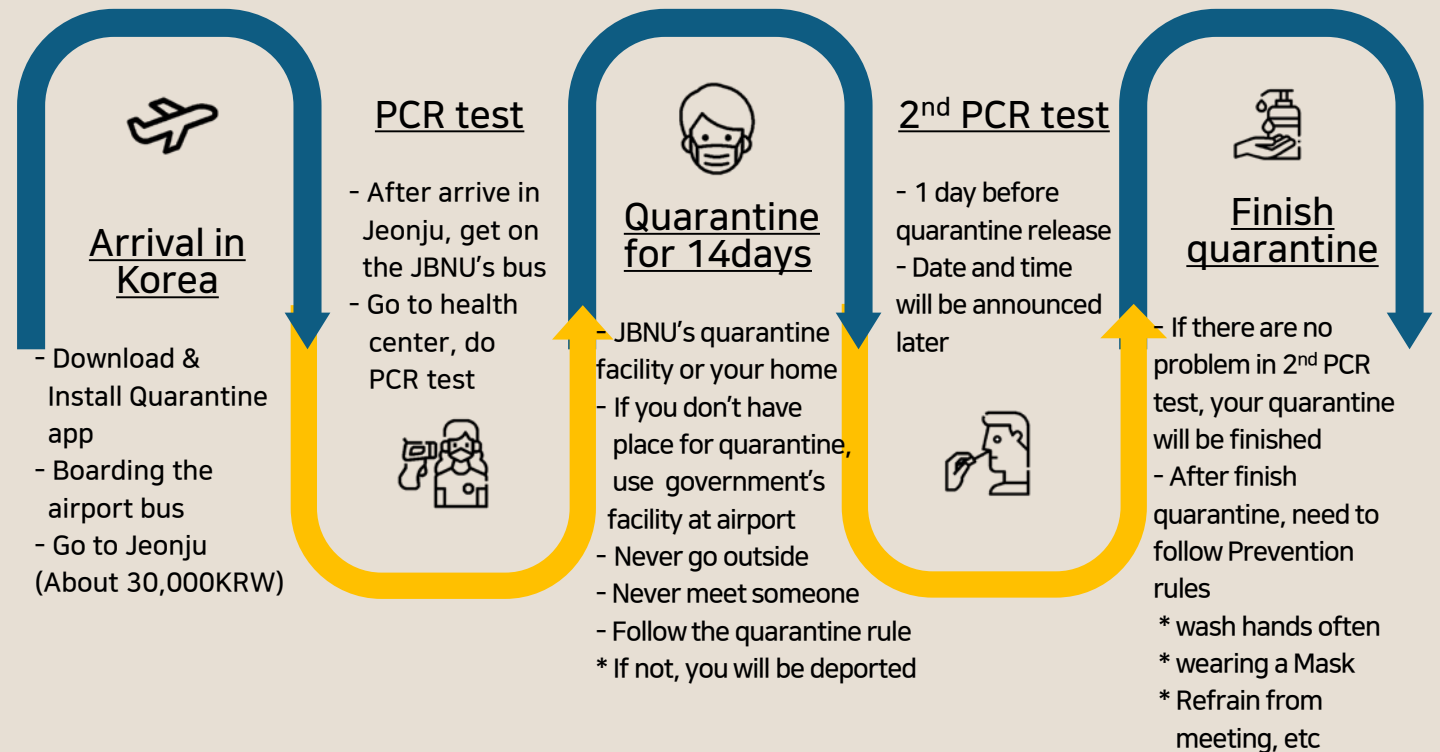 Arrival in
Korea
- Download &
Install Quarantine
app
- Boarding the
airport bus
- Go to Jeonju
(About 30,000KRW)
PCR test
- After arrive in
Jeonju, get on
the JBNU's bus
- Go to health
center, do
PCR test
Quarantine
for 14days
- JBNU's quarantine
facility or your home
- If you don't have
place for quarantine,
use government's
facility at airport
- Never go outside
- Never meet someone
- Follow the quarantine rule
* If not, you will be deported
2nd PCR test
- 1 day before
quarantine release
- Date and time
will be announced
later
Finish
quarantine
- If there are no
problem in 2nd PCR
test, your quarantine
will be finished
- After finish
quarantine, need to
follow Prevention
rules
* wash hands often
* wearing a Mask
* Refrain from
meeting, etc